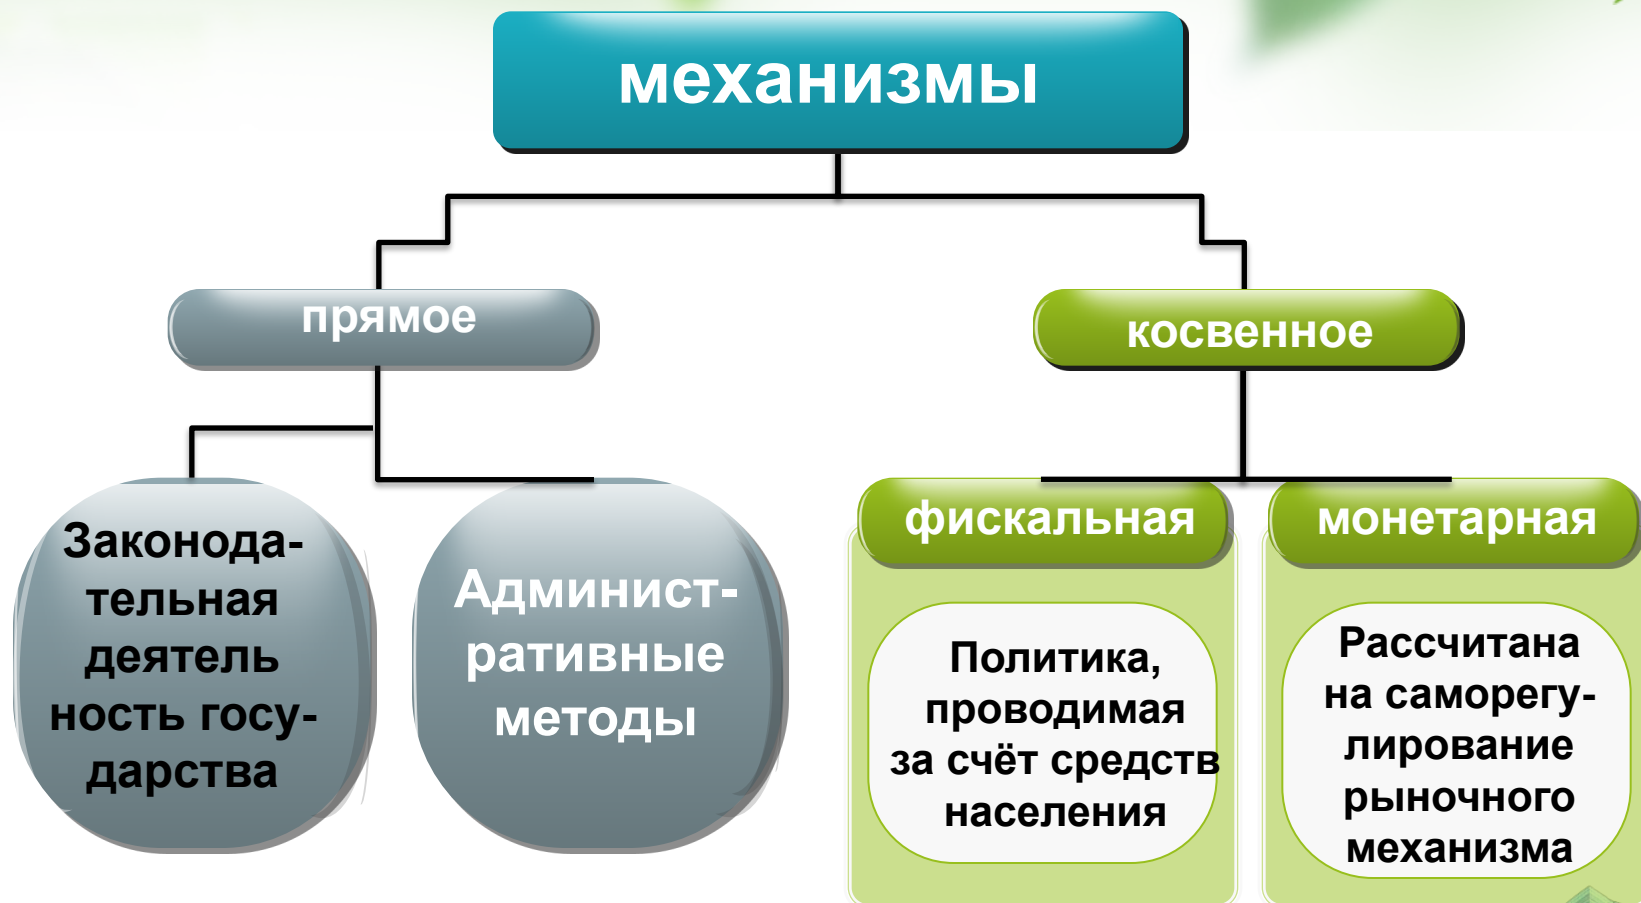 механизмы
прямое
косвенное
Законода-
тельная
деятель
ность госу-
дарства
Админист-
ративные
методы
фискальная
Политика,
проводимая
за счёт средств
населения
монетарная
Рассчитана
на саморегу-
лирование
рыночного
механизма